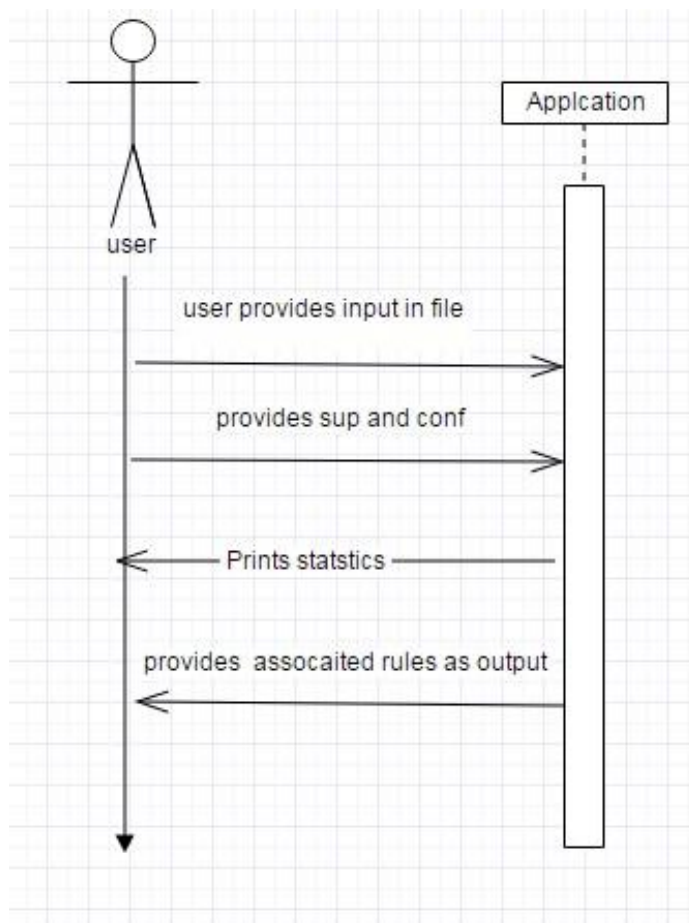 Applcation
user
user provides input in file
provides sup and conf
Prints statstics
provides  assocaited rules as output